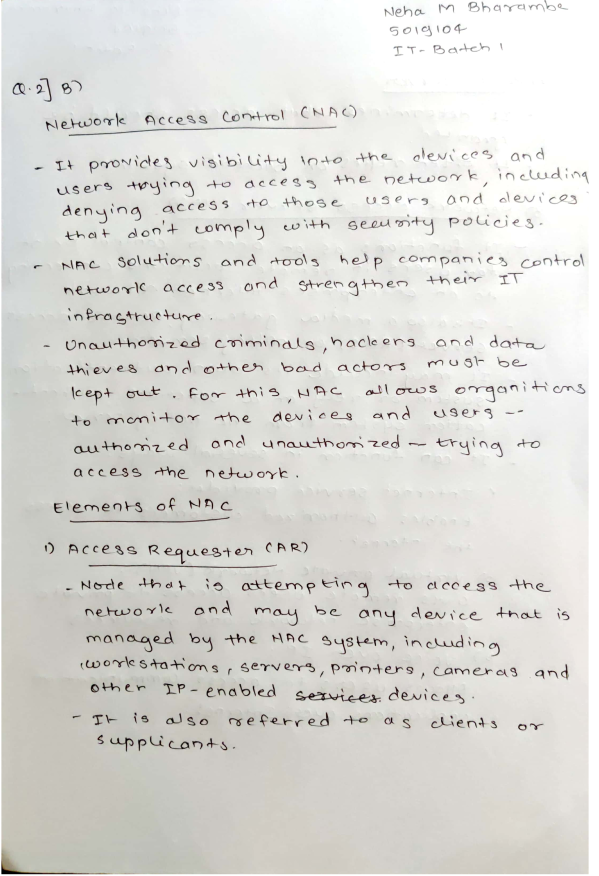 Neha M Bharambe
5019104
IT- Batch 1
Q.2] B)
Network Access Control (NAC)
- It provides visibility into the devices and
users trying to access the network, including
denying access to those users and devices
that don't comply with security policies.
- NAC solutions and tools help companies control
network access and strengthen their IT
infrastructure.
- Unauthorized criminals, hackers and data
thieves and other bad actors must be
kept out. For this, NAC allows organitions
to monitor the devices and users --
authorized and unauthorized - trying to
access the network.
Elements of NAC
1) Access Requester (AR)
- Node that is attempting to access the
network and may be any device that is
managed by the NAC system, including
workstations, servers, printers, cameras and
other IP-enabled services devices.
- It is also referred to as clients or
supplicants.